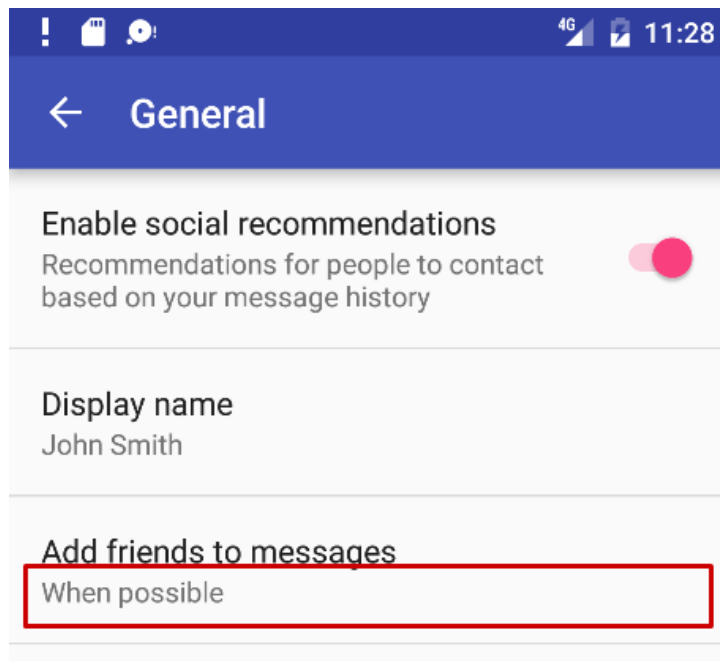 4G 11:28
General
Enable social recommendations
Recommendations for people to contact
based on your message history
Display name
John Smith
Add friends to messages
When possible